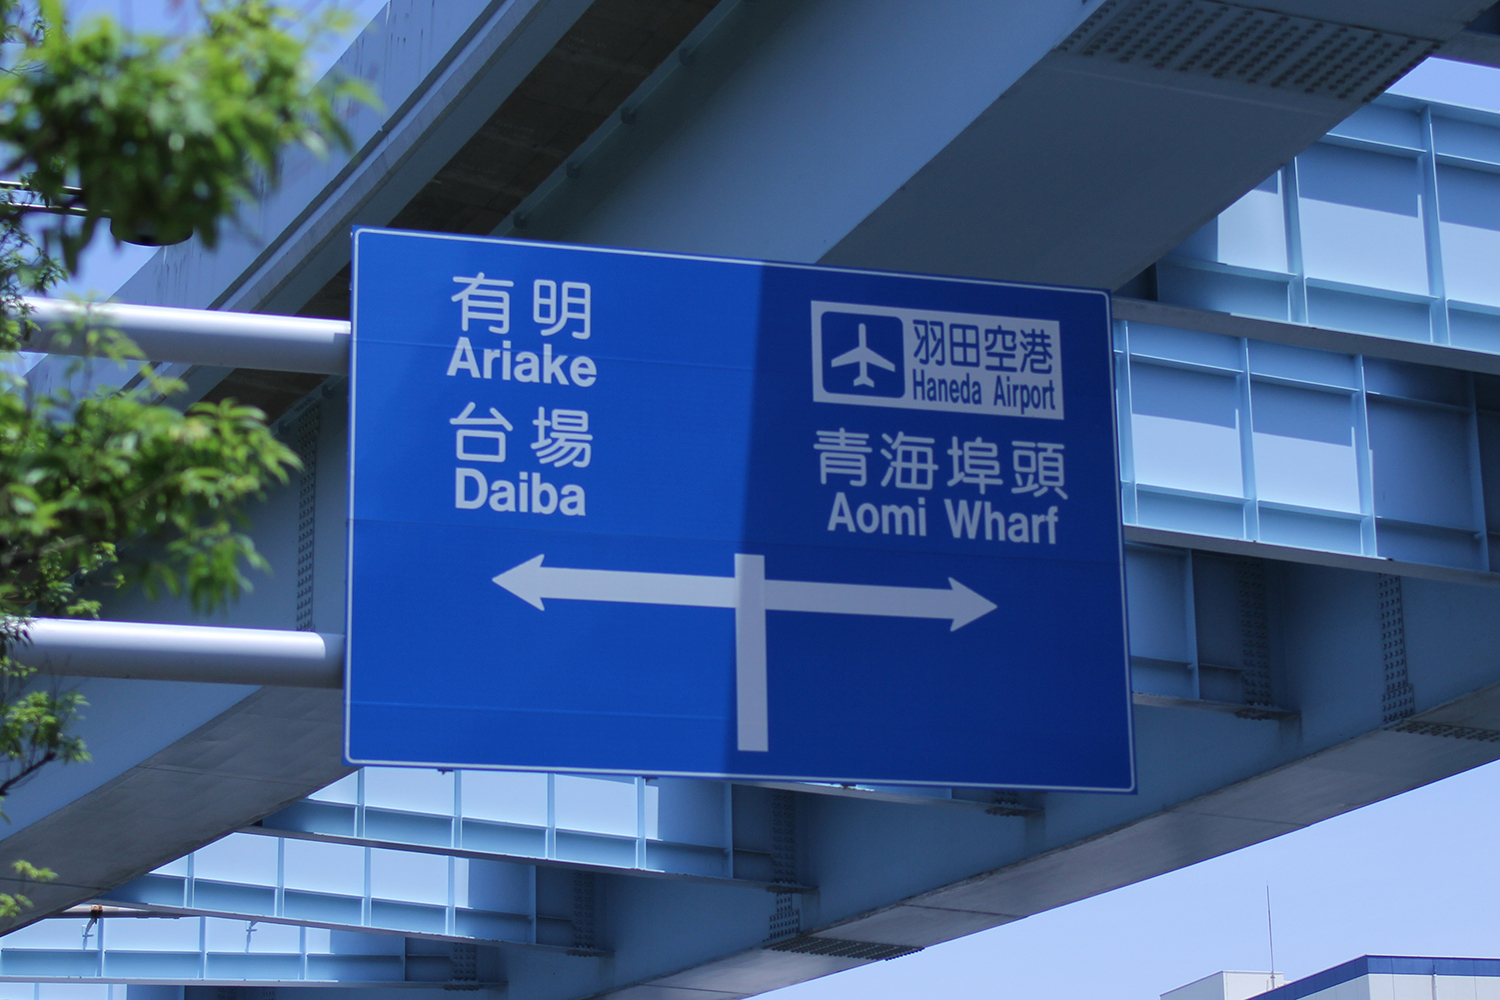 有明
Ariake
台場
Daiba
羽田空港
Haneda Airport
青海埠頭
Aomi Wharf